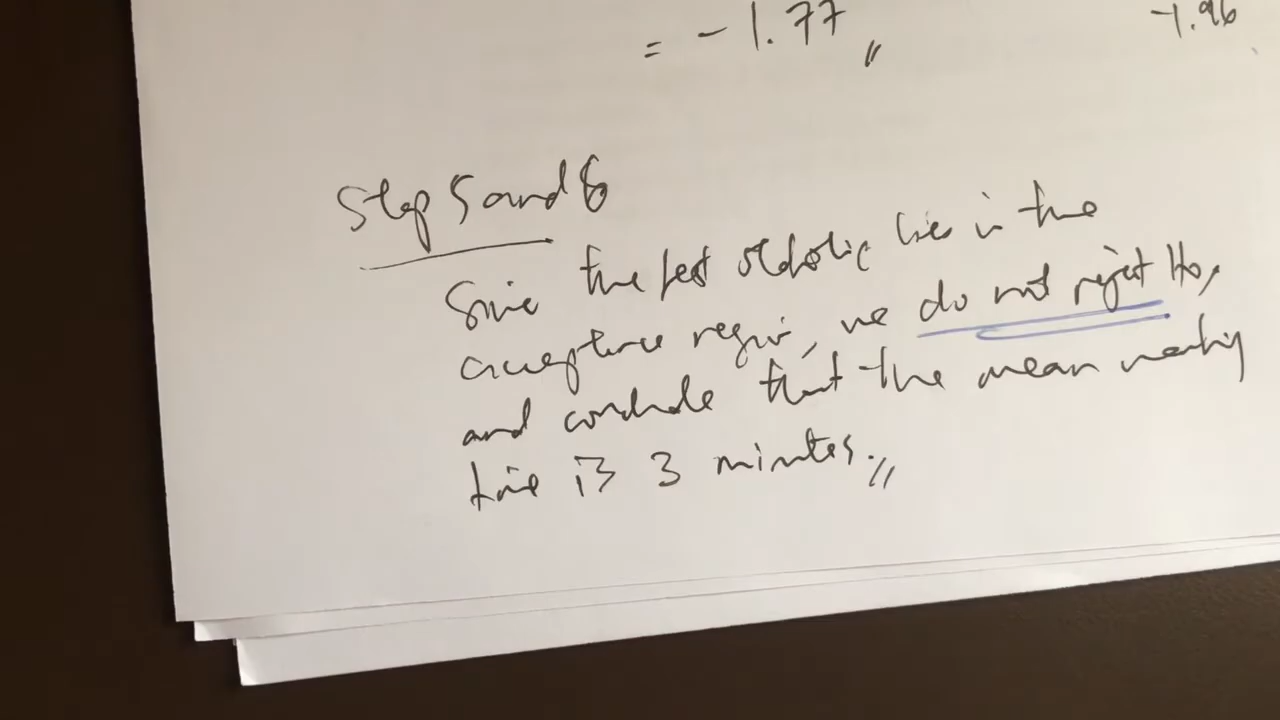 = -1.77 -1.96
Step 5 and 6
Since the test statistic lies in the
acceptance region, we do not reject Ho,
and conclude that the mean waiting
time is 3 minutes.